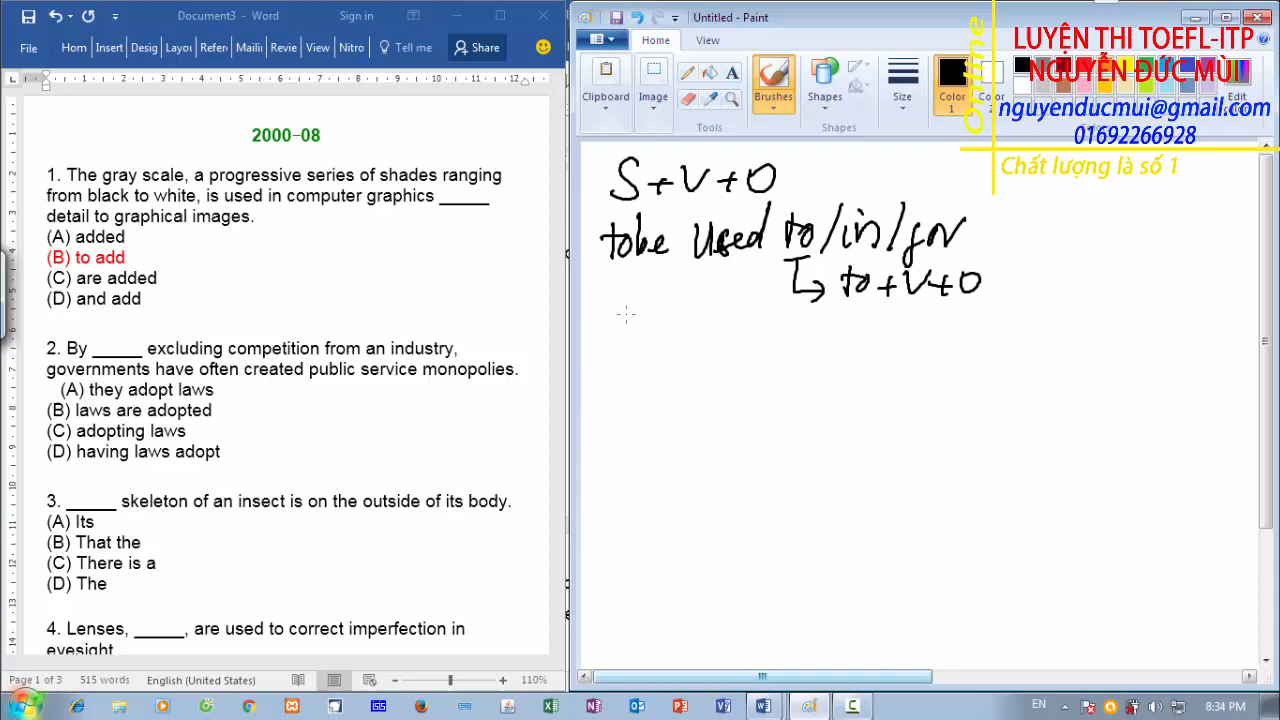 Document3 - Word
Sign in
File
Hom
Insert
Desig
Layou
Refere
Mailin
Revie
View
Nitro
Tell me
Share
2000-08
1. The gray scale, a progressive series of shades ranging
from black to white, is used in computer graphics _____
detail to graphical images.
(A) added
(B) to add
(C) are added
(D) and add
2. By _____ excluding competition from an industry,
governments have often created public service monopolies.
(A) they adopt laws
(B) laws are adopted
(C) adopting laws
(D) having laws adopt
3. _____ skeleton of an insect is on the outside of its body.
(A) Its
(B) That the
(C) There is a
(D) The
4. Lenses, _____, are used to correct imperfection in
eyesight
Page 1 of 3
515 words
English (United States)
110%
Untitled - Paint
Home
View
Clipboard
Image
Tools
Brushes
Shapes
Shapes
Size
Color
1
Edit
Online
LUYỆN THI TOEFL-ITP
NGUYỄN ĐỨC MÙI
nguyenducmui@gmail.com
01692266928
Chất lượng là số 1
S+V+O
tobe used to/in/for
to+V+O
EN
8:34 PM